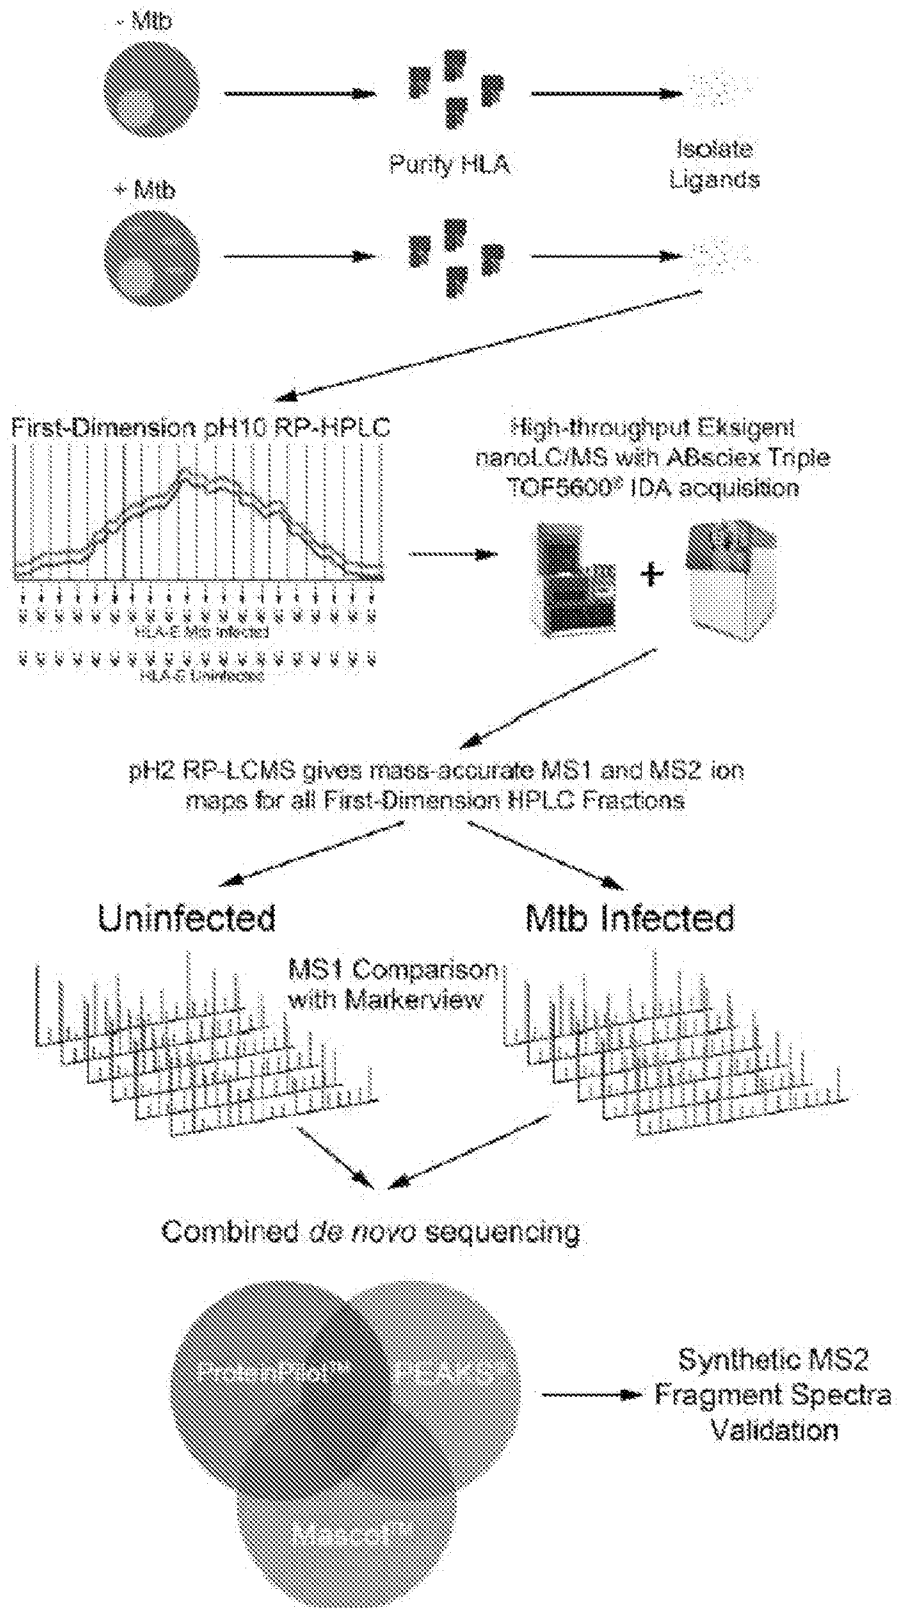 - Mtb
Purify HLA
Isolate
Ligands
+ Mtb
First-Dimension pH10 RP-HPLC
HLA-E Mtb Infected
HLA-E Uninfected
High-throughput Eksigent
nanoLC/MS with ABsciex Triple
TOF5600® IDA acquisition
+
pH2 RP-LCMS gives mass-accurate MS1 and MS2 ion
maps for all First-Dimension HPLC Fractions
Uninfected
Mtb Infected
MS1 Comparison
with Markerview
Combined de novo sequencing
ProteinPilot™
PEAKS
Mascot™
Synthetic MS2
Fragment Spectra
Validation